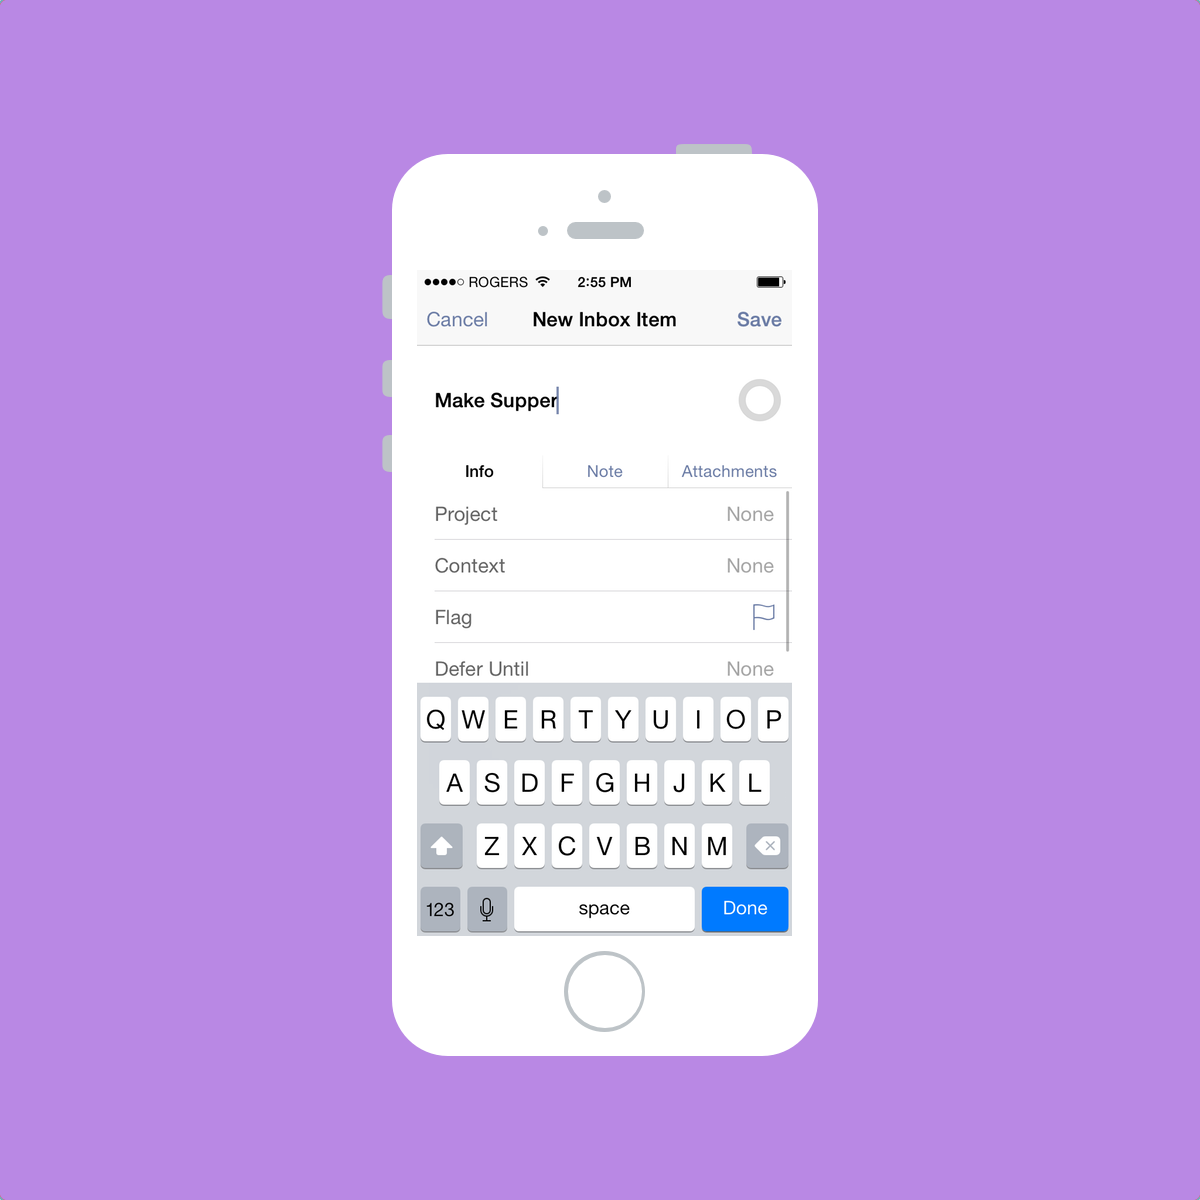 ROGERS 2:55 PM
Cancel New Inbox Item Save
Make Supper
Info Note Attachments
Project None
Context None
Flag
Defer Until None
Q W E R T Y U I O P
A S D F G H J K L
Z X C V B N M
123 space Done